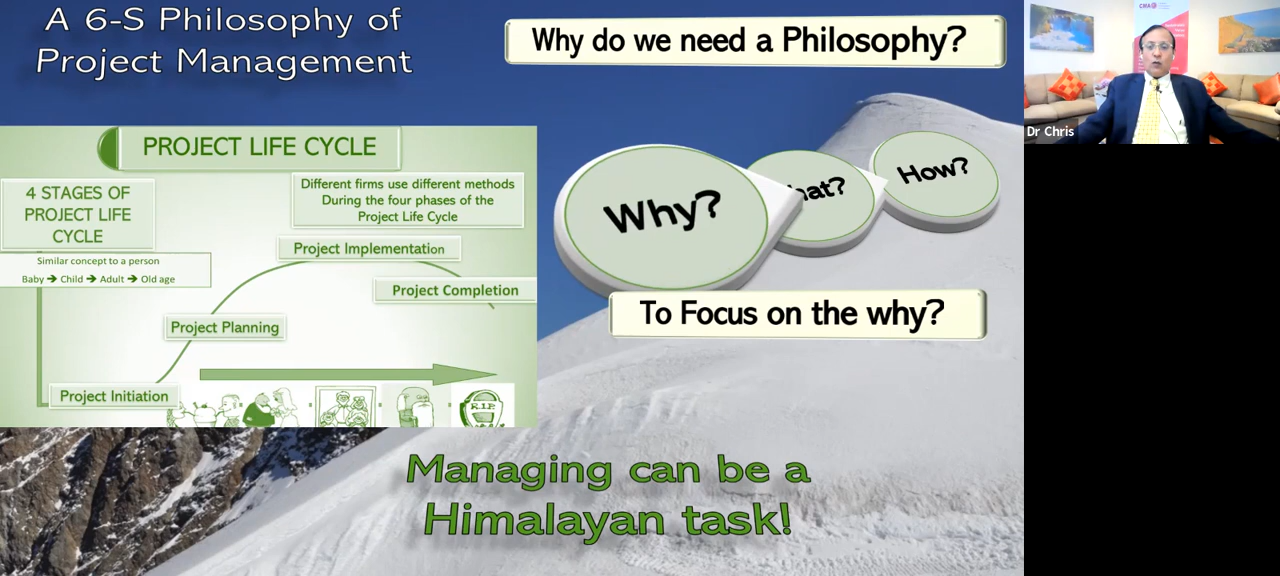 A 6-S Philosophy of
Project Management
Why do we need a Philosophy?
PROJECT LIFE CYCLE
4 STAGES OF
PROJECT LIFE
CYCLE
Different firms use different methods
During the four phases of the
Project Life Cycle
Similar concept to a person
Baby ➔ Child ➔ Adult ➔ Old age
Project Implementation
Project Completion
Project Planning
Project Initiation
R.I.P.
Why?
hat?
How?
To Focus on the why?
Managing can be a
Himalayan task!
CWA
Dr Chris